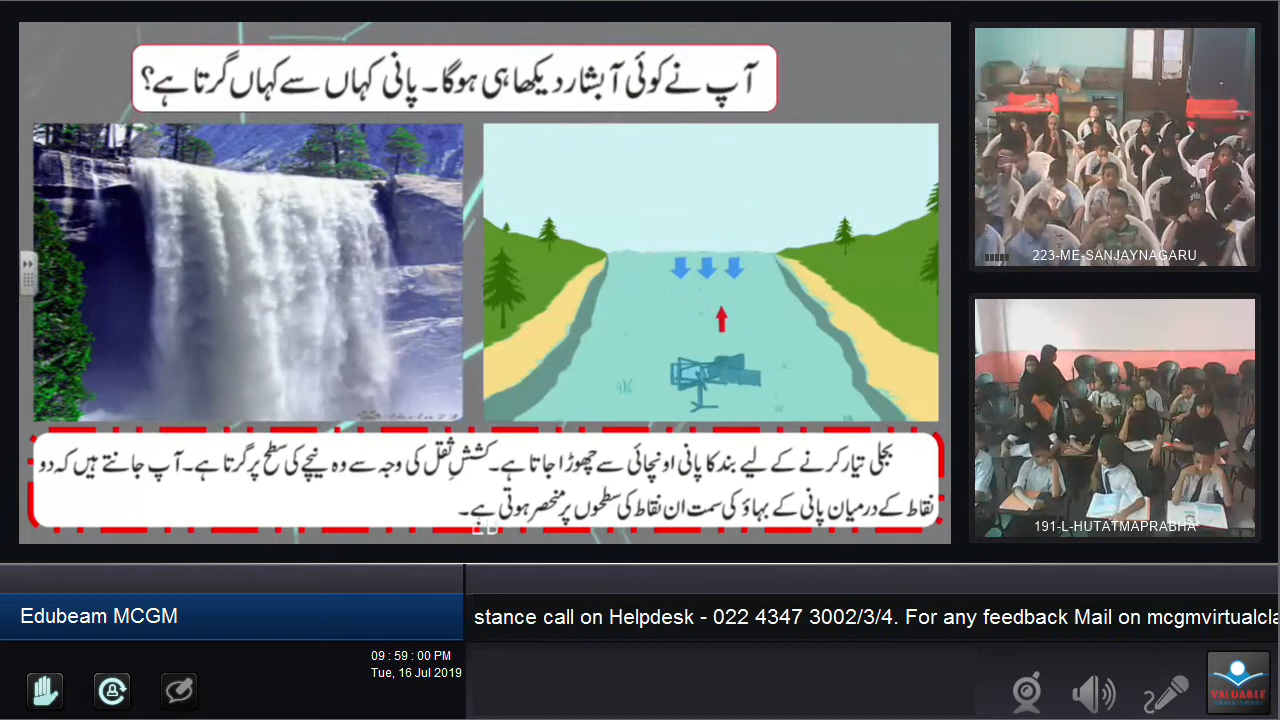 آپ نے کوئی آبشار دیکھا ہی ہوگا۔ پانی کہاں سے کہاں گرتا ہے؟
بجلی تیار کرنے کے لیے بند کا پانی اونچائی سے چھوڑا جاتا ہے۔ کششِ ثقل کی وجہ سے وہ نیچے کی سطح پر گرتا ہے۔ آپ جانتے ہیں کہ دو
نقاط کے درمیان پانی کے بہاؤ کی سمت ان نقاط کی سطحوں پر منحصر ہوتی ہے۔
223-ME-SANJAYNAGARU
191-L-HUTATMAPRABHA
Edubeam MCGM
stance call on Helpdesk - 022 4347 3002/3/4. For any feedback Mail on mcgmvirtualcla
09 : 59 : 00 PM
Tue, 16 Jul 2019
VALUABLE